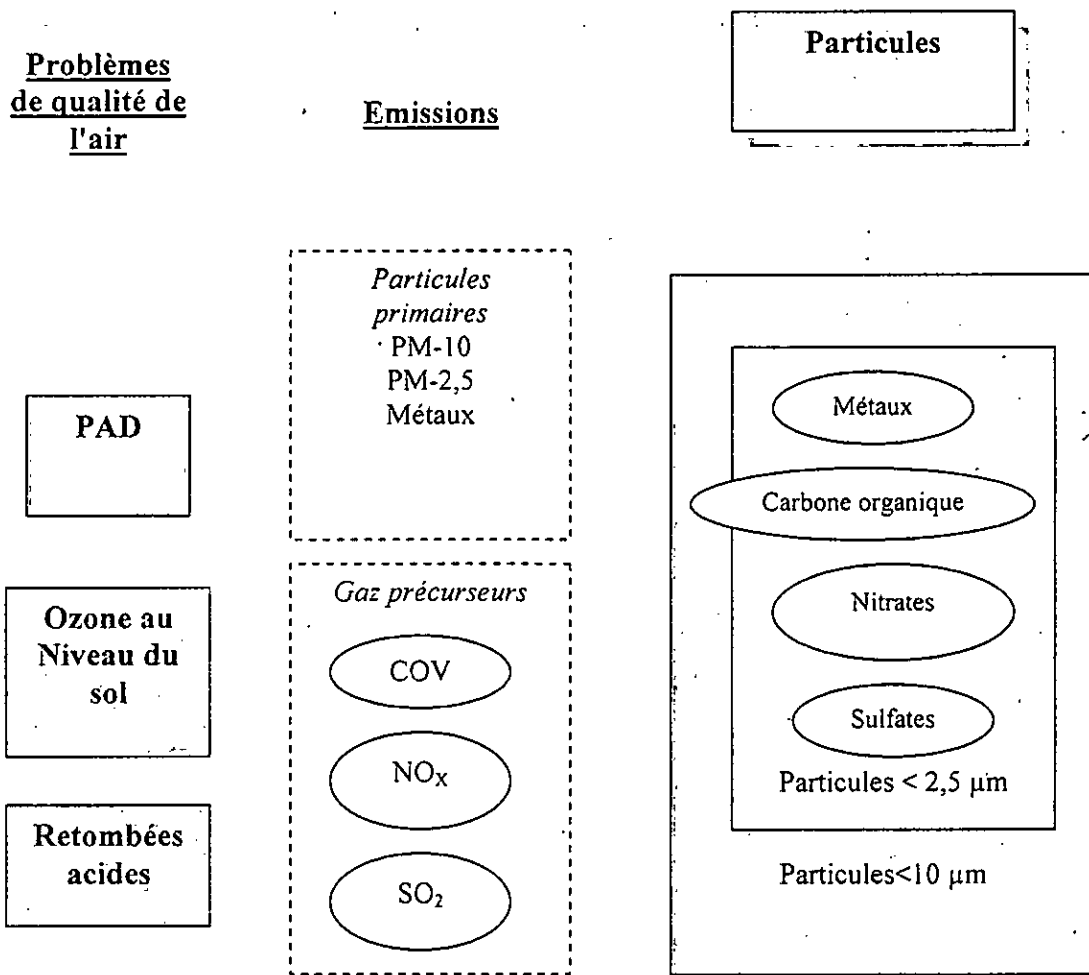 Problèmes
de qualité de
l'air
PAD
Ozone au
Niveau du
sol
Retombées
acides
Emissions
Particules
primaires
PM-10
PM-2,5
Métaux
Gaz précurseurs
COV
NOX
SO2
Particules
Métaux
Carbone organique
Nitrates
Sulfates
Particules < 2,5 µm
Particules<10 µm